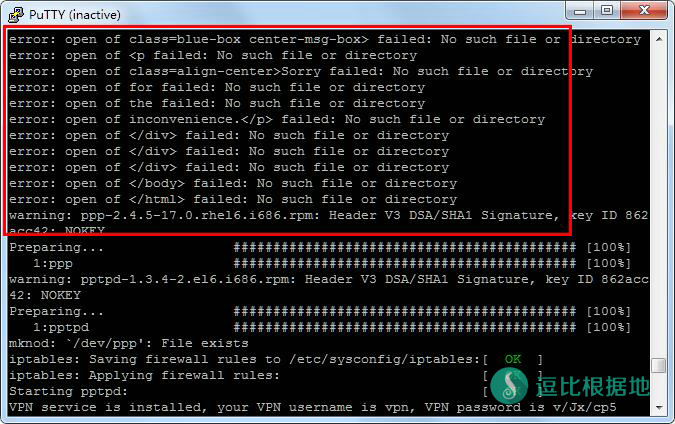 PuTTY (inactive)
error: open of class=blue-box center-msg-box> failed: No such file or directory
error: open of <p failed: No such file or directory
error: open of class=align-center>Sorry failed: No such file or directory
error: open of for failed: No such file or directory
error: open of the failed: No such file or directory
error: open of inconvenience.</p> failed: No such file or directory
error: open of </div> failed: No such file or directory
error: open of </div> failed: No such file or directory
error: open of </div> failed: No such file or directory
error: open of </body> failed: No such file or directory
error: open of </html> failed: No such file or directory
warning: ppp-2.4.5-17.0.rhel6.i686.rpm: Header V3 DSA/SHA1 Signature, key ID 862
acc42: NOKEY
Preparing... ########################################### [100%]
1:ppp ########################################### [100%]
warning: pptpd-1.3.4-2.el6.i686.rpm: Header V3 DSA/SHA1 Signature, key ID 862acc
42: NOKEY
Preparing... ########################################### [100%]
1:pptpd ########################################### [100%]
mknod: `/dev/ppp': File exists
iptables: Saving firewall rules to /etc/sysconfig/iptables:[ OK ]
iptables: Applying firewall rules: [ ]
Starting pptpd: [ ]
VPN service is installed, your VPN username is vpn, VPN password is v/Jx/cp5
逗比根据地